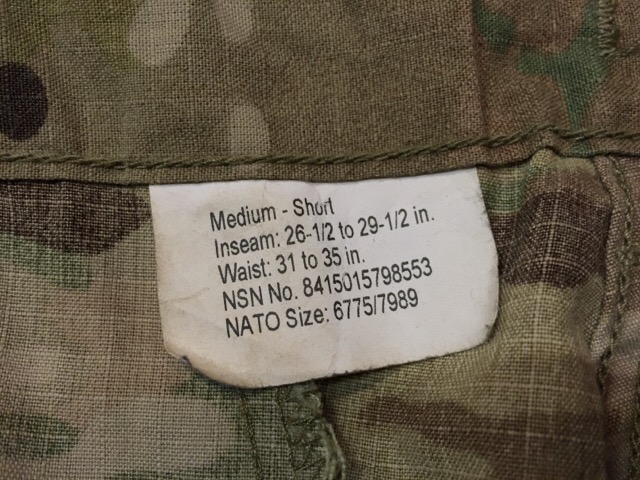 Medium - Short
Inseam: 26-1/2 to 29-1/2 in.
Waist: 31 to 35 in.
NSN No. 8415015798553
NATO Size: 6775/7989